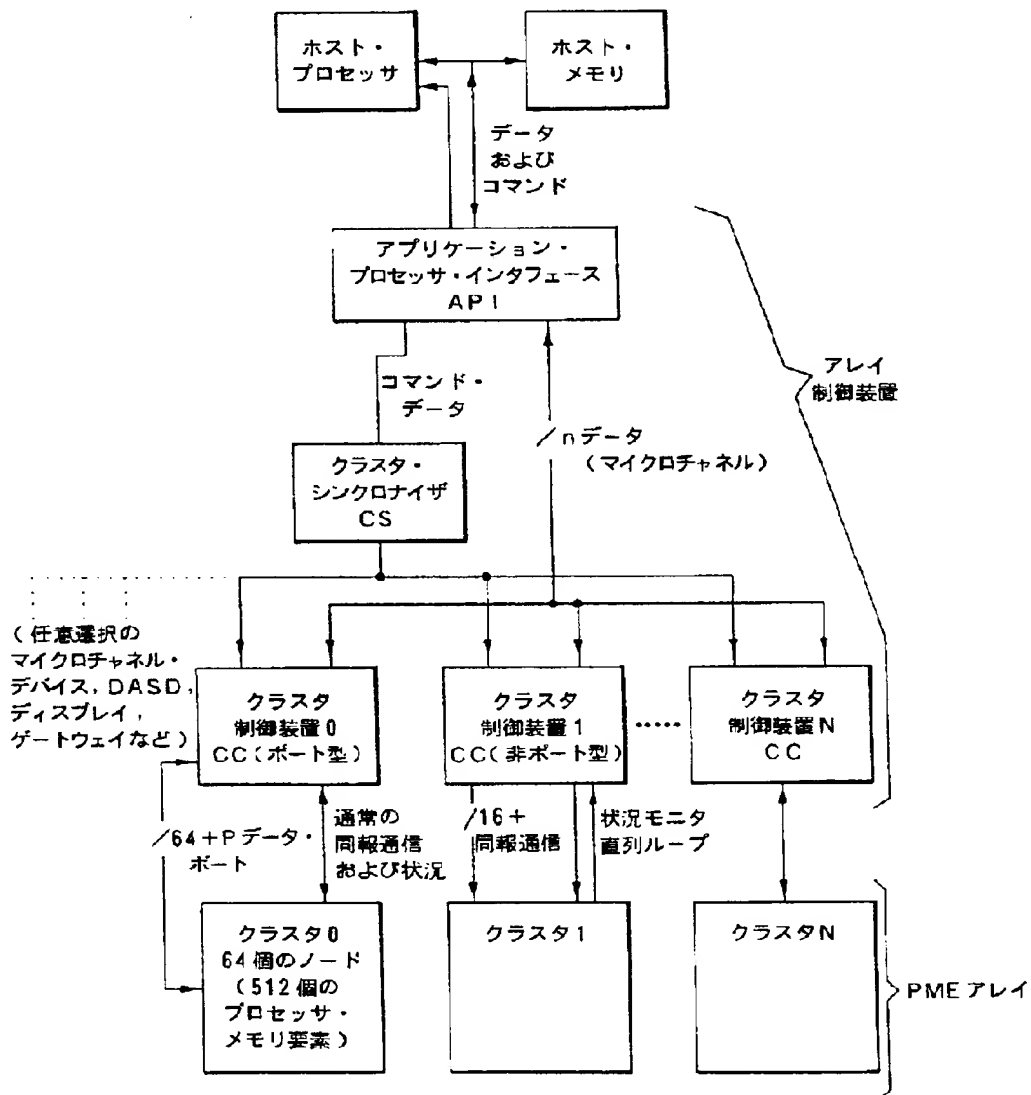 ホスト・
プロセッサ
ホスト・
メモリ
データ
および
コマンド
アプリケーション・
プロセッサ・インタフェース
API
アレイ
制御装置
コマンド・
データ
/nデータ
(マイクロチャネル)
クラスタ・
シンクロナイザ
CS
(任意選択の
マイクロチャネル・
デバイス,DASD,
ディスプレイ,
ゲートウェイなど)
クラスタ
制御装置0
CC(ポート型)
クラスタ
制御装置1
CC(非ポート型)
クラスタ
制御装置N
CC
/64+Pデータ・
ポート
通常の
同報通信
および状況
/16+
同報通信
状況モニタ
直列ループ
クラスタ0
64個のノード
(512個の
プロセッサ・
メモリ要素)
クラスタ1
クラスタN
PMEアレイ